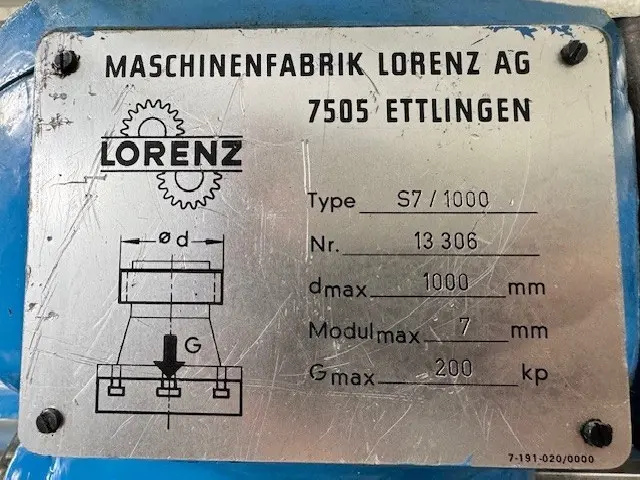 MASCHINENFABRIK LORENZ AG
7505 ETTLINGEN
LORENZ
ød
G
Type S7/1000
Nr. 13 306
dmax 1000 mm
Modulmax 7 mm
Gmax 200 kp
7-191-020/0000